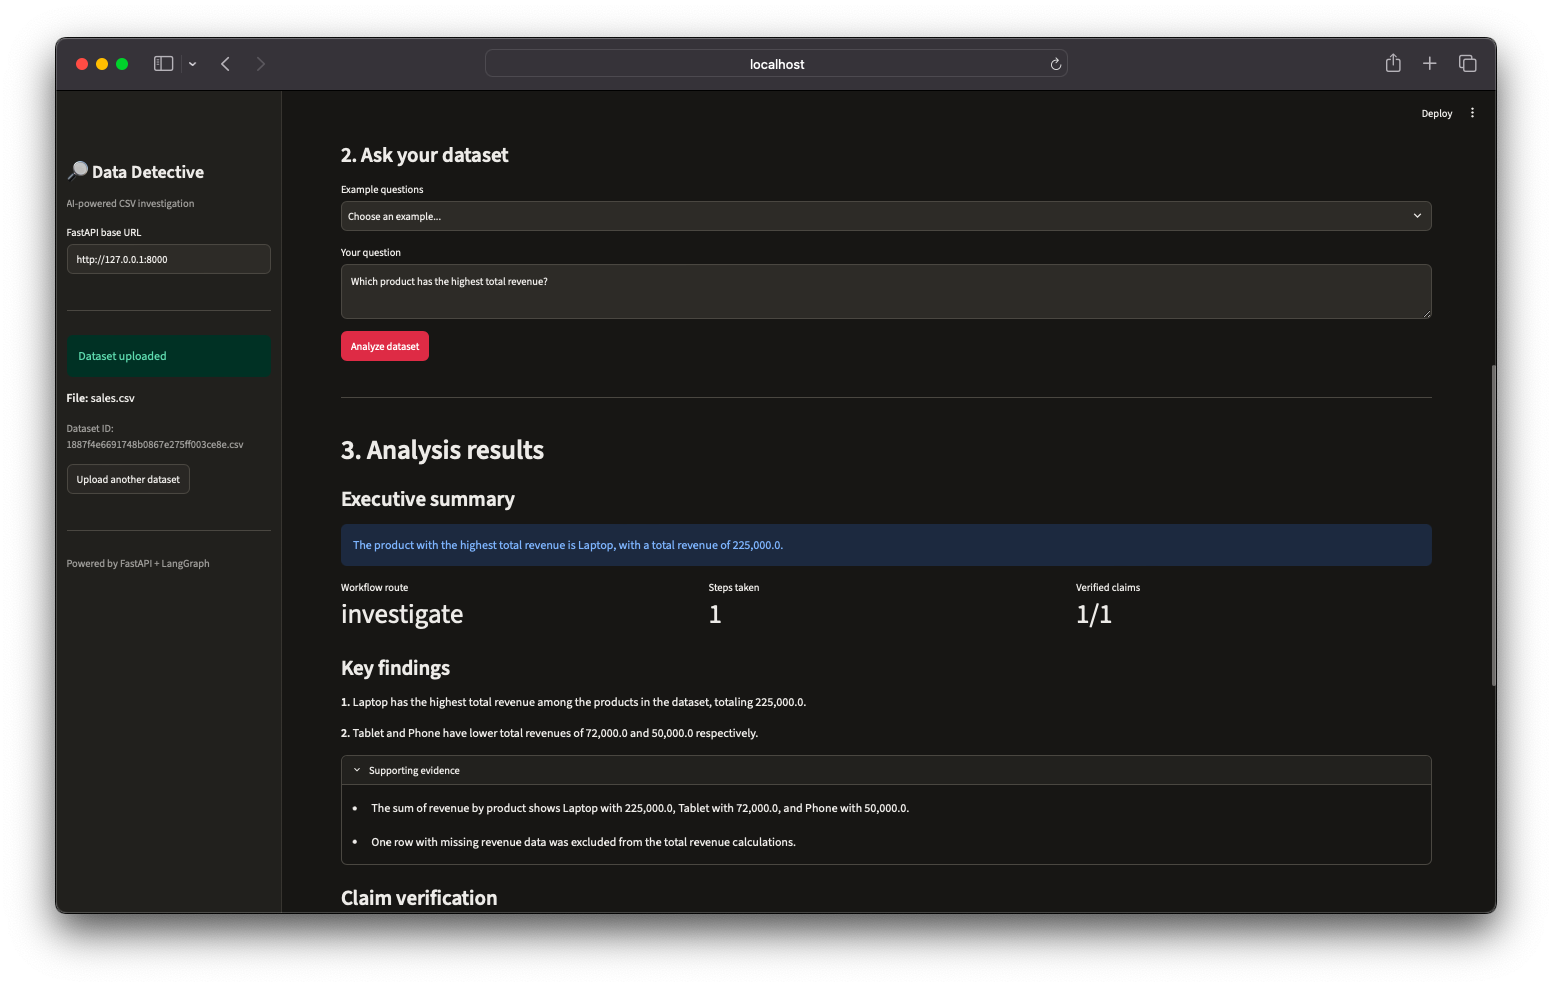 localhost
Deploy
🔎 Data Detective
AI-powered CSV investigation
FastAPI base URL
http://127.0.0.1:8000
Dataset uploaded
File: sales.csv
Dataset ID:
1887f4e6691748b0867e275ff003ce8e.csv
Upload another dataset
Powered by FastAPI + LangGraph
2. Ask your dataset
Example questions
Choose an example...
Your question
Which product has the highest total revenue?
Analyze dataset
3. Analysis results
Executive summary
The product with the highest total revenue is Laptop, with a total revenue of 225,000.0.
Workflow route
investigate
Steps taken
1
Verified claims
1/1
Key findings
1. Laptop has the highest total revenue among the products in the dataset, totaling 225,000.0.
2. Tablet and Phone have lower total revenues of 72,000.0 and 50,000.0 respectively.
Supporting evidence
• The sum of revenue by product shows Laptop with 225,000.0, Tablet with 72,000.0, and Phone with 50,000.0.
• One row with missing revenue data was excluded from the total revenue calculations.
Claim verification